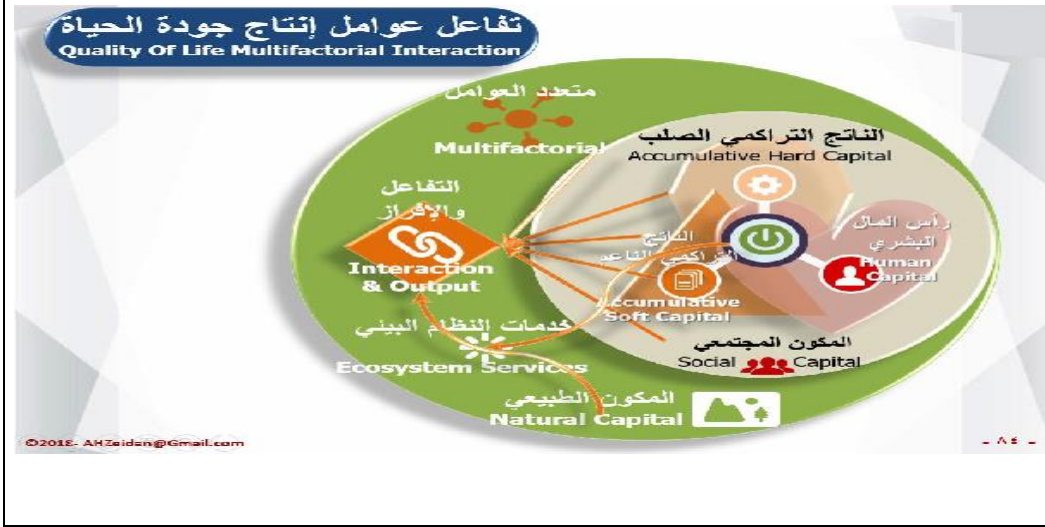 تفاعل عوامل إنتاج جودة الحياة
Quality Of Life Multifactorial Interaction
متعدد العوامل
Multifactorial
الناتج التراكمي الصلب
Accumulative Hard Capital
التفاعل
والإفراز
Interaction
& Output
رأس المال
البشري
Human
Capital
الناتج
التراكمي الناعم
Accumulative
Soft Capital
خدمات النظام البيئي
Ecosystem Services
المكون المجتمعي
Social Capital
المكون الطبيعي
Natural Capital
©2018- AHZeidan@Gmail.com
- ٨٤ -